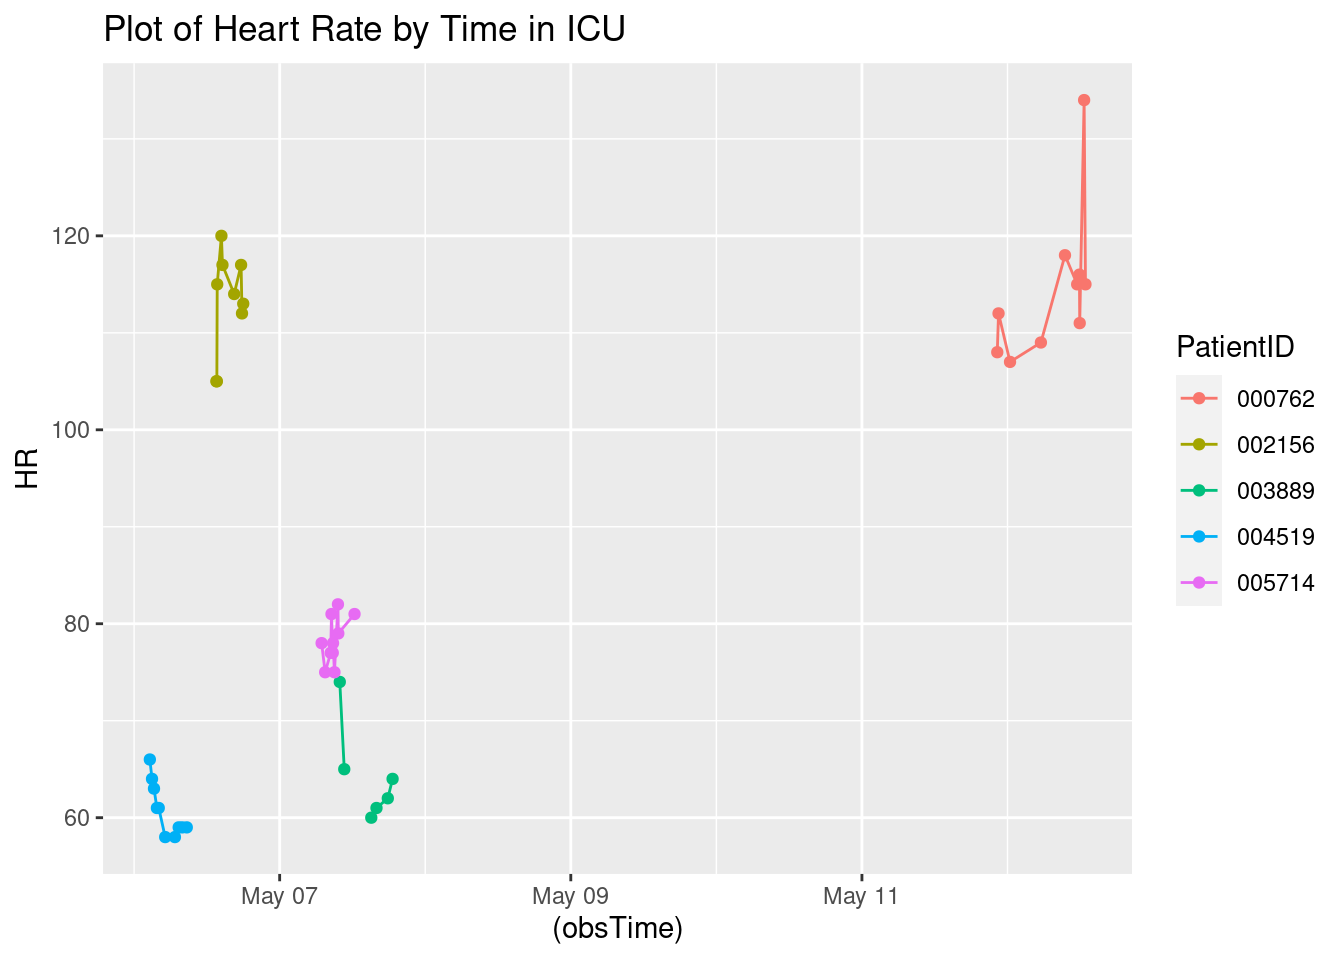 Plot of Heart Rate by Time in ICU
120
100
80
60
HR
May 07
May 09
May 11
(obsTime)
PatientID
000762
002156
003889
004519
005714